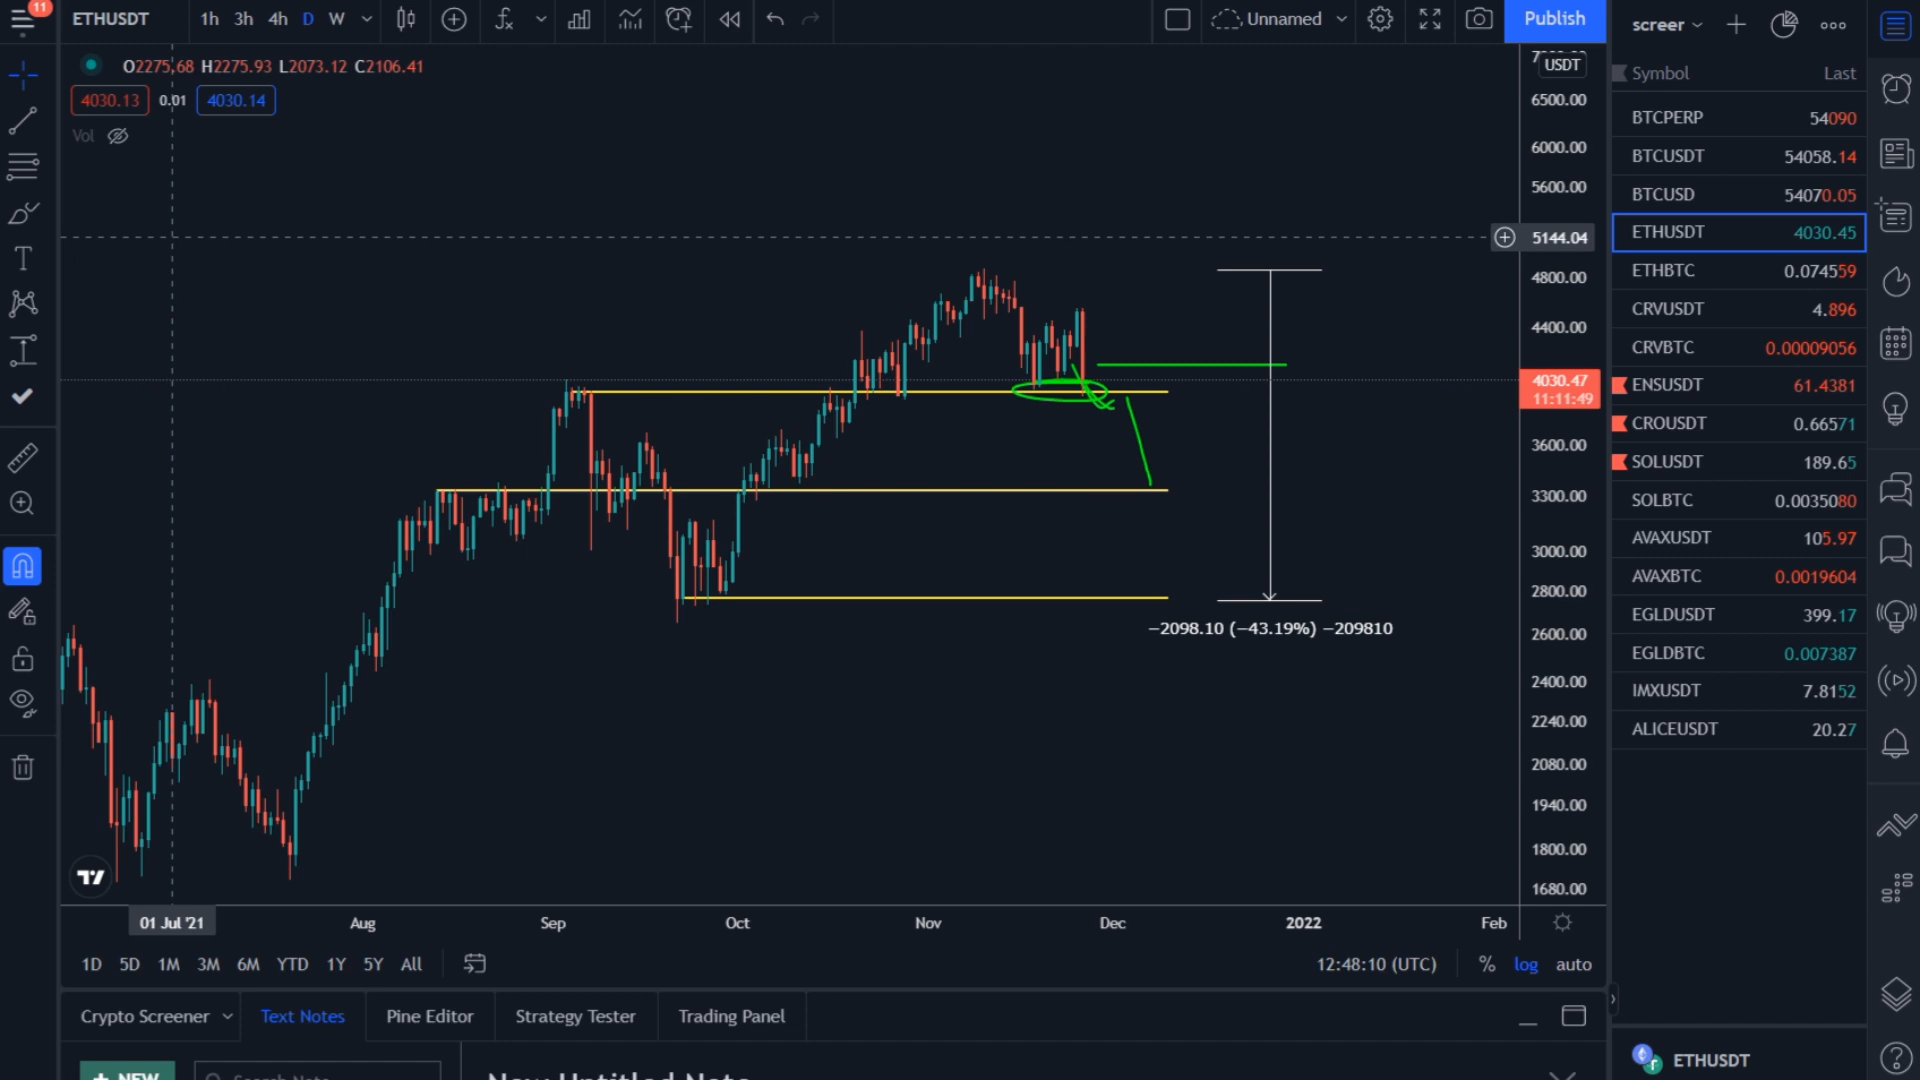 11
ETHUSDT
1h 3h 4h D W
Unnamed
Publish
screer
O2275.68 H2275.93 L2073.12 C2106.41
4030.13 0.01 4030.14
Vol
USDT
6500.00
6000.00
5600.00
5144.04
4800.00
4400.00
4030.47
11:11:49
3600.00
3300.00
3000.00
2800.00
2600.00
2400.00
2240.00
2080.00
1940.00
1800.00
1680.00
−2098.10 (−43.19%) −209810
01 Jul '21 Aug Sep Oct Nov Dec 2022 Feb
1D 5D 1M 3M 6M YTD 1Y 5Y All
12:48:10 (UTC) % log auto
Crypto Screener Text Notes Pine Editor Strategy Tester Trading Panel
+ NEW
Search Note
New Untitled Note
Symbol Last
BTCPERP 54090
BTCUSDT 54058.14
BTCUSD 54070.05
ETHUSDT 4030.45
ETHBTC 0.074559
CRVUSDT 4.896
CRVBTC 0.00009056
ENSUSDT 61.4381
CROUSDT 0.66571
SOLUSDT 189.65
SOLBTC 0.0035080
AVAXUSDT 105.97
AVAXBTC 0.0019604
EGLDUSDT 399.17
EGLDBTC 0.007387
IMXUSDT 7.8152
ALICEUSDT 20.27
ETHUSDT